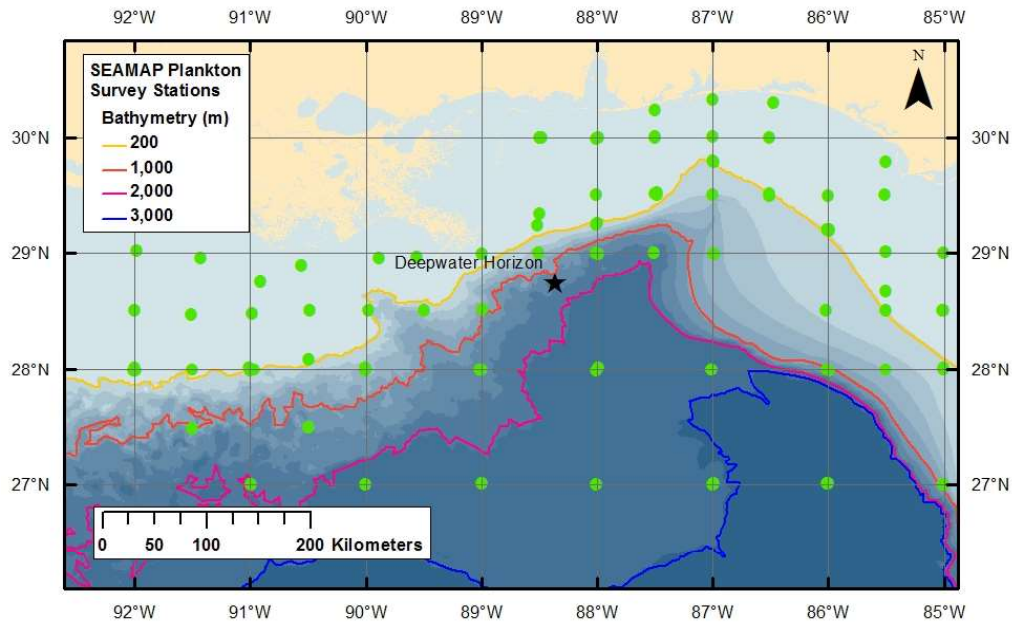 92°W 91°W 90°W 89°W 88°W 87°W 86°W 85°W
SEAMAP Plankton
Survey Stations
Bathymetry (m)
200
1,000
2,000
3,000
N
30°N 30°N
29°N 29°N
Deepwater Horizon
28°N 28°N
27°N 27°N
0 50 100 200 Kilometers
92°W 91°W 90°W 89°W 88°W 87°W 86°W 85°W